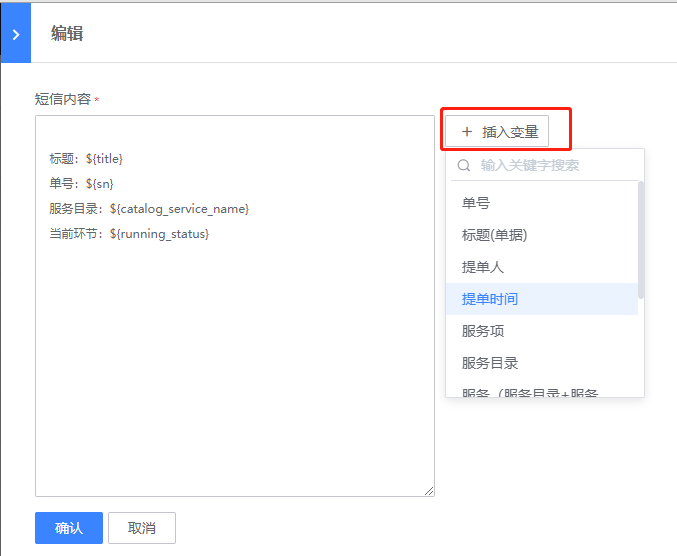 编辑
短信内容 *
标题：${title}
单号：${sn}
服务目录：${catalog_service_name}
当前环节：${running_status}
+ 插入变量
输入关键字搜索
单号
标题(单据)
提单人
提单时间
服务项
服务目录
服务（服务目录+服务
确认
取消